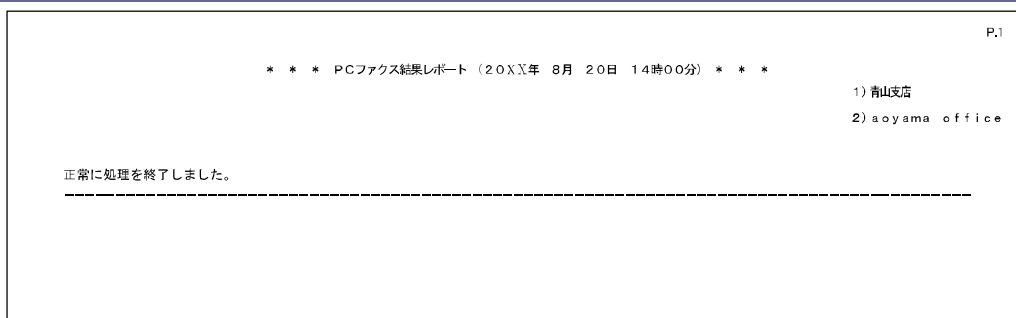 P.1
* * * PCファクス結果レポート (20XX年 8月 20日 14時00分) * * *
1) 青山支店
2) aoyama office
正常に処理を終了しました。